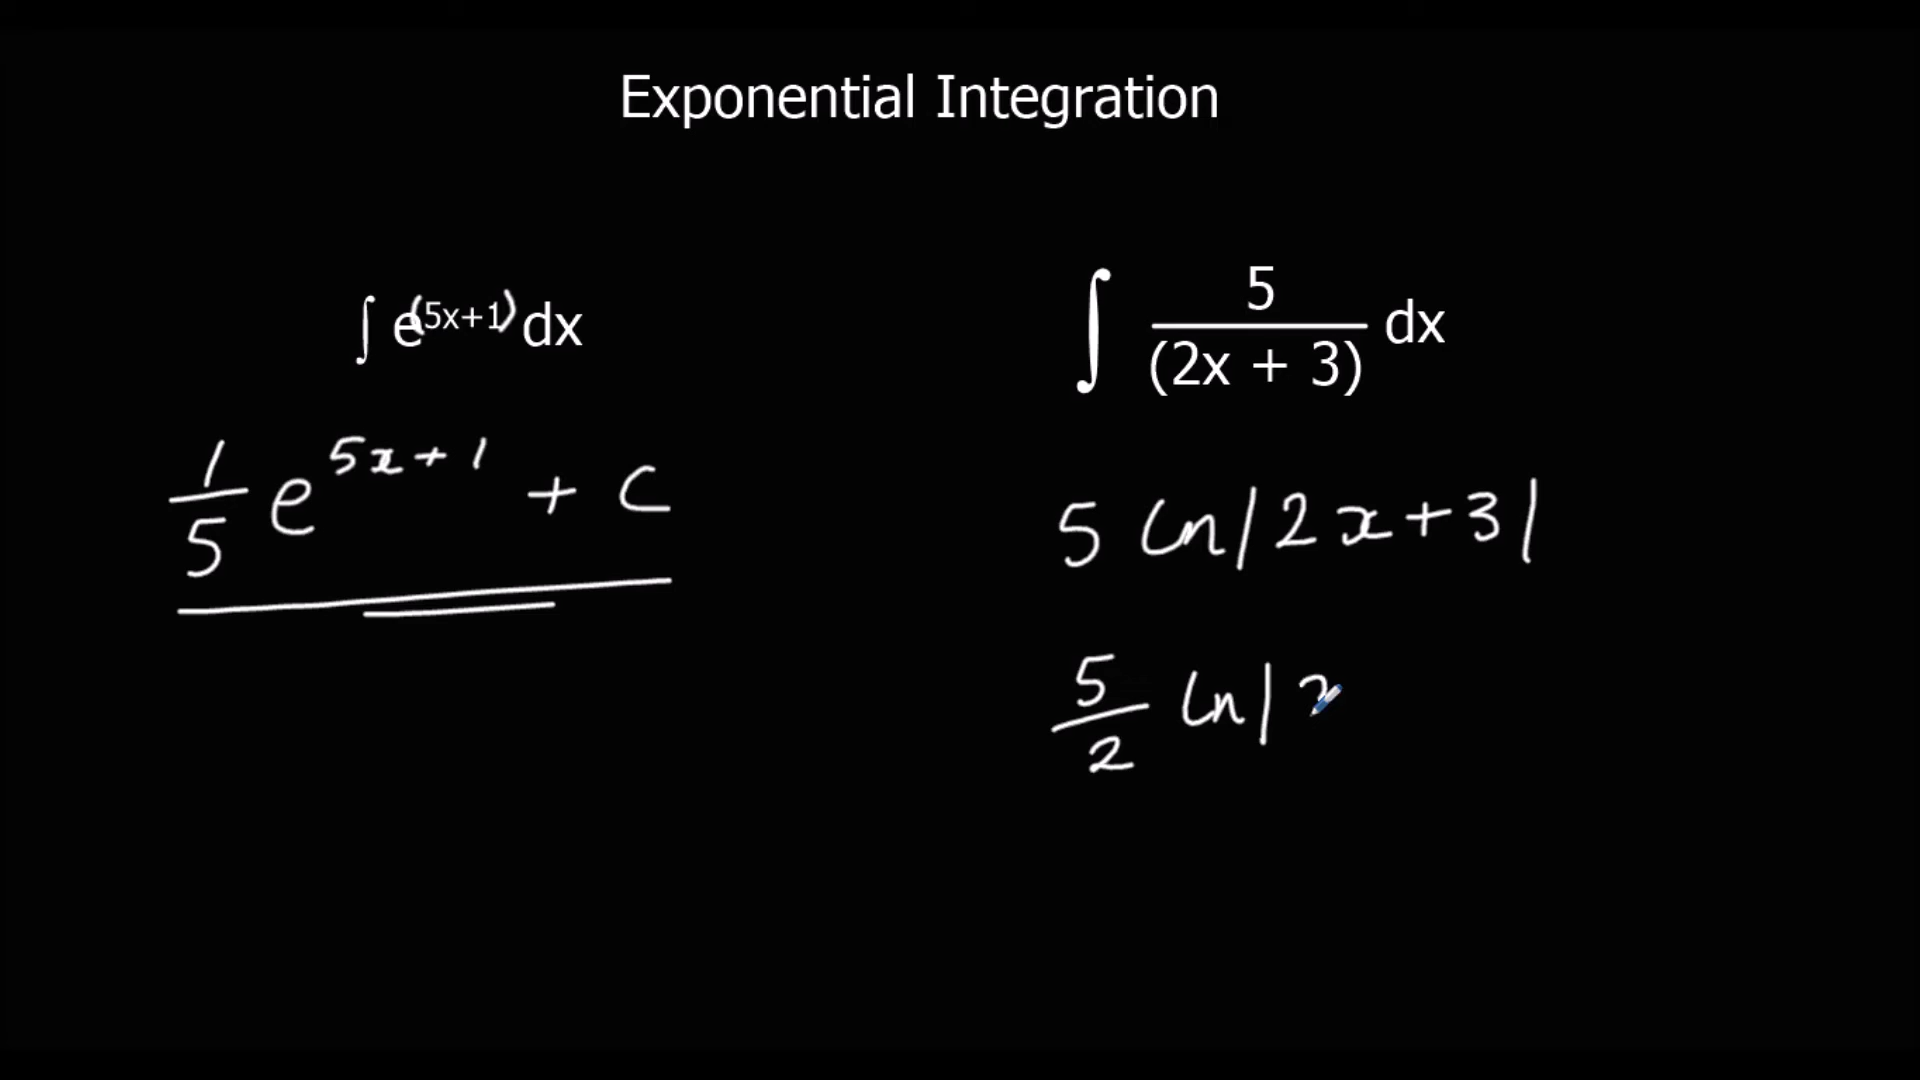 Exponential Integration
∫ e(5x+1) dx
1/5 e^5x+1 + c
∫ 5/(2x + 3) dx
5 ln|2x+3|
5/2 ln|